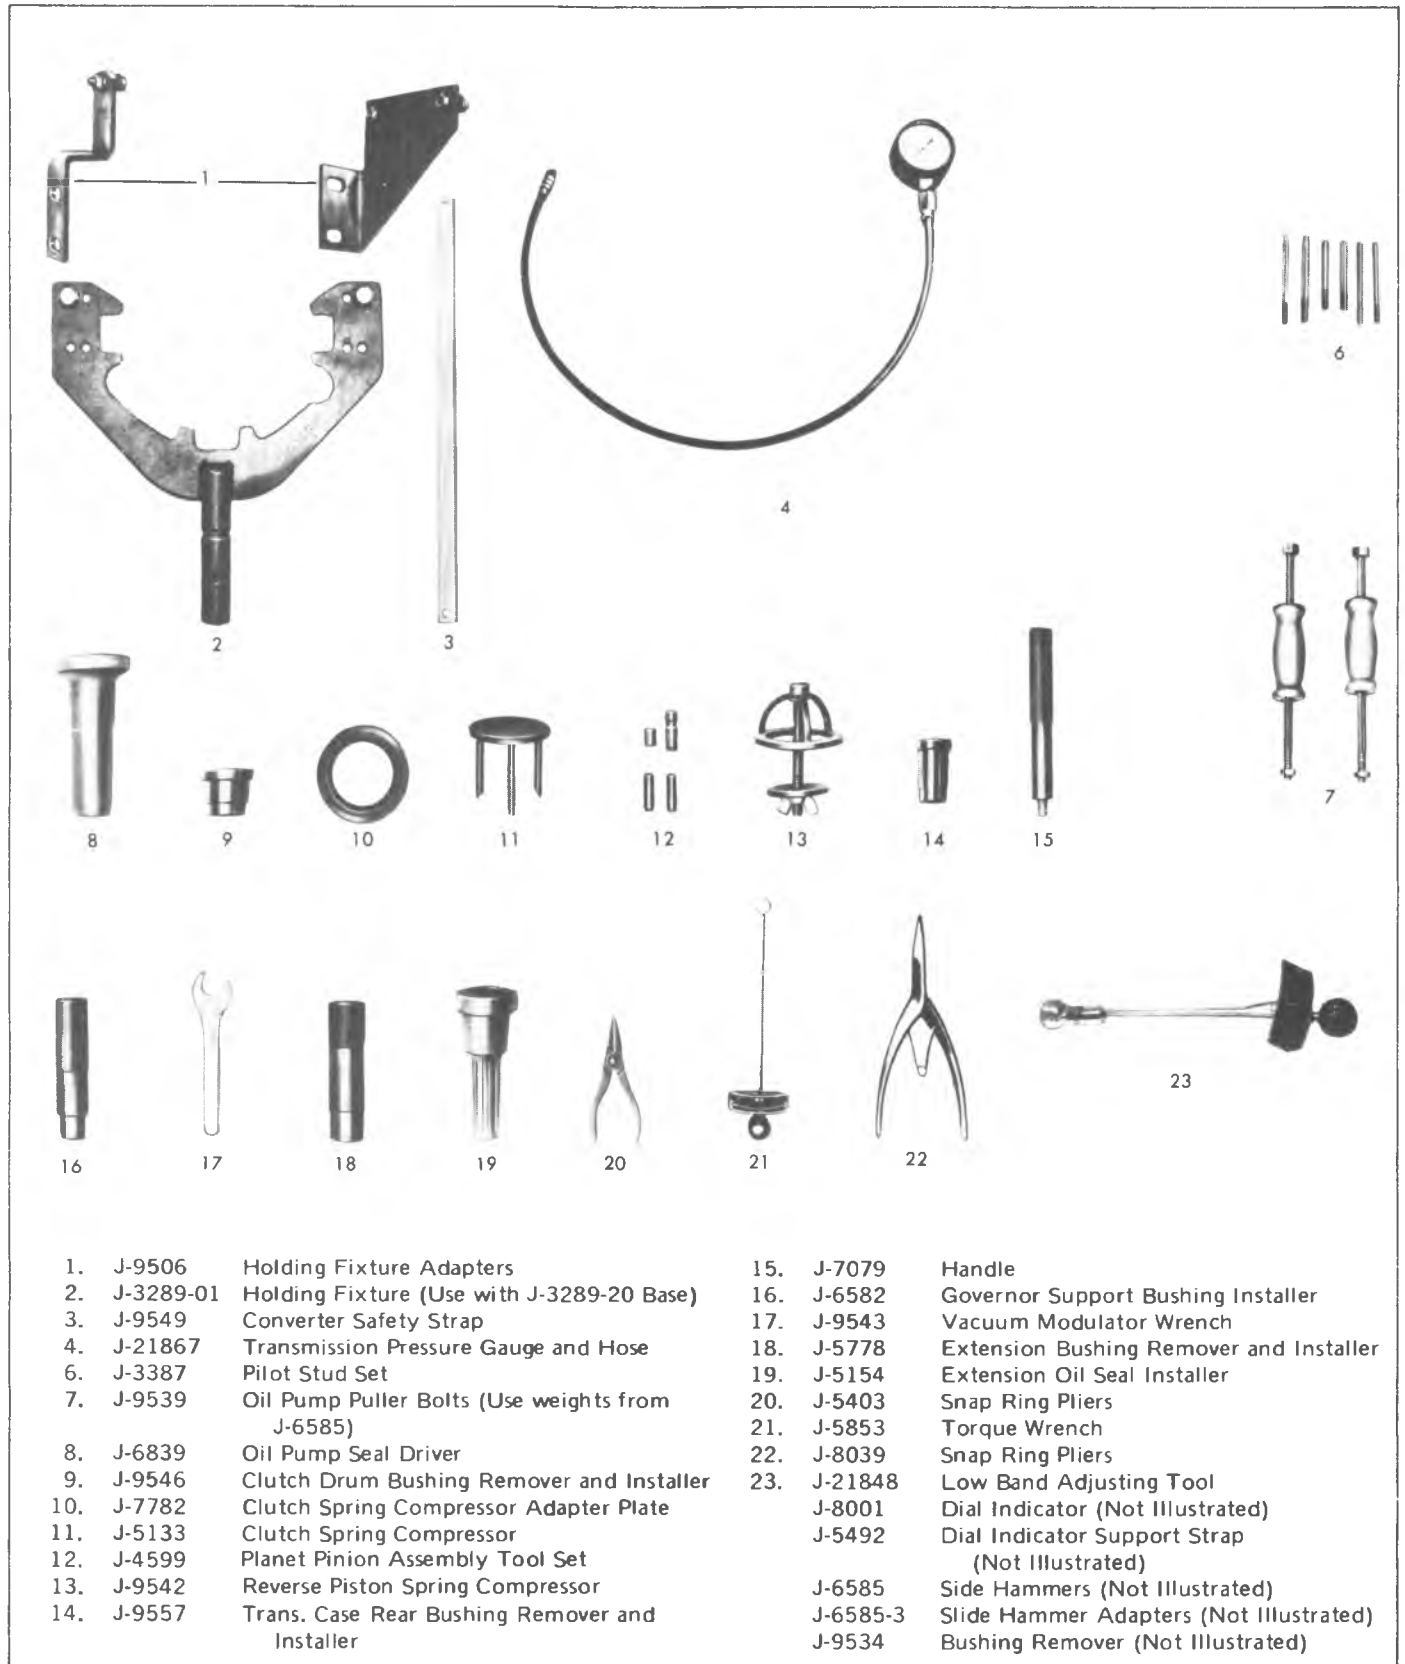 1
6
4
2
3
7
8
9
10
11
12
13
14
15
23
16
17
18
19
20
21
22
1. J-9506 Holding Fixture Adapters
2. J-3289-01 Holding Fixture (Use with J-3289-20 Base)
3. J-9549 Converter Safety Strap
4. J-21867 Transmission Pressure Gauge and Hose
6. J-3387 Pilot Stud Set
7. J-9539 Oil Pump Puller Bolts (Use weights from
J-6585)
8. J-6839 Oil Pump Seal Driver
9. J-9546 Clutch Drum Bushing Remover and Installer
10. J-7782 Clutch Spring Compressor Adapter Plate
11. J-5133 Clutch Spring Compressor
12. J-4599 Planet Pinion Assembly Tool Set
13. J-9542 Reverse Piston Spring Compressor
14. J-9557 Trans. Case Rear Bushing Remover and
Installer
15. J-7079 Handle
16. J-6582 Governor Support Bushing Installer
17. J-9543 Vacuum Modulator Wrench
18. J-5778 Extension Bushing Remover and Installer
19. J-5154 Extension Oil Seal Installer
20. J-5403 Snap Ring Pliers
21. J-5853 Torque Wrench
22. J-8039 Snap Ring Pliers
23. J-21848 Low Band Adjusting Tool
J-8001 Dial Indicator (Not Illustrated)
J-5492 Dial Indicator Support Strap
(Not Illustrated)
J-6585 Side Hammers (Not Illustrated)
J-6585-3 Slide Hammer Adapters (Not Illustrated)
J-9534 Bushing Remover (Not Illustrated)